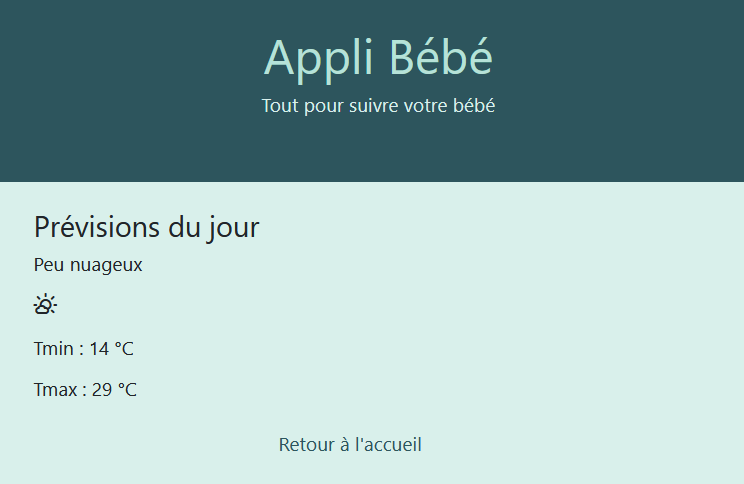 Appli Bébé
Tout pour suivre votre bébé
Prévisions du jour
Peu nuageux
Tmin : 14 °C
Tmax : 29 °C
Retour à l'accueil